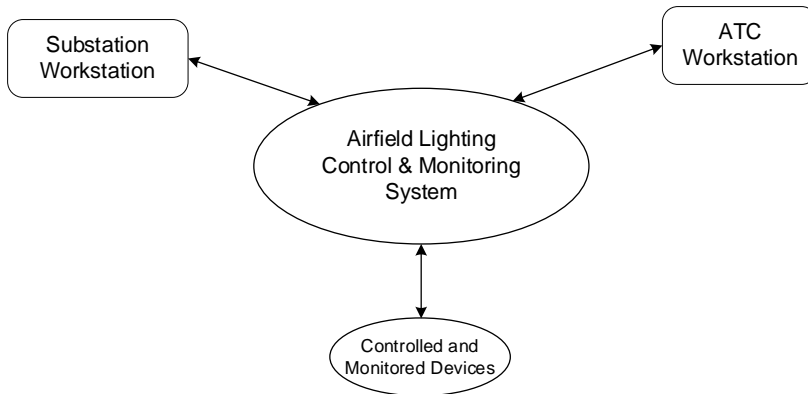 Substation
Workstation
ATC
Workstation
Airfield Lighting
Control & Monitoring
System
Controlled and
Monitored Devices